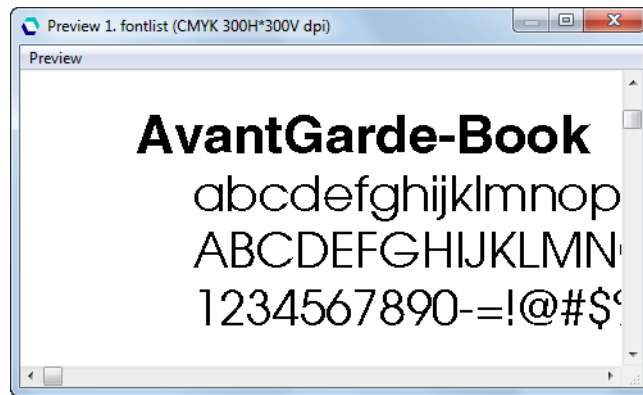 Preview 1. fontlist (CMYK 300H*300V dpi)
Preview
AvantGarde-Book
abcdefghijklmnop
ABCDEFGHIJKLMN
1234567890-=!@#$